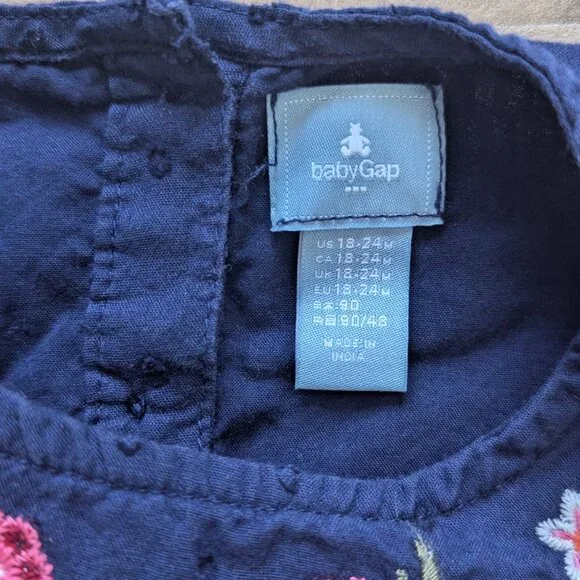 babyGap
US 18-24M
CA 18-24M
UK 18-24M
EU 18-24M
90
90/48
MADE IN
INDIA